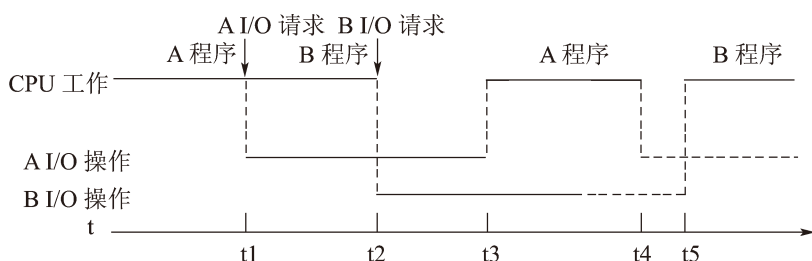 A I/O 请求 B I/O 请求
A 程序 B 程序 A 程序 B 程序
CPU 工作
A I/O 操作
B I/O 操作
t
t1 t2 t3 t4 t5